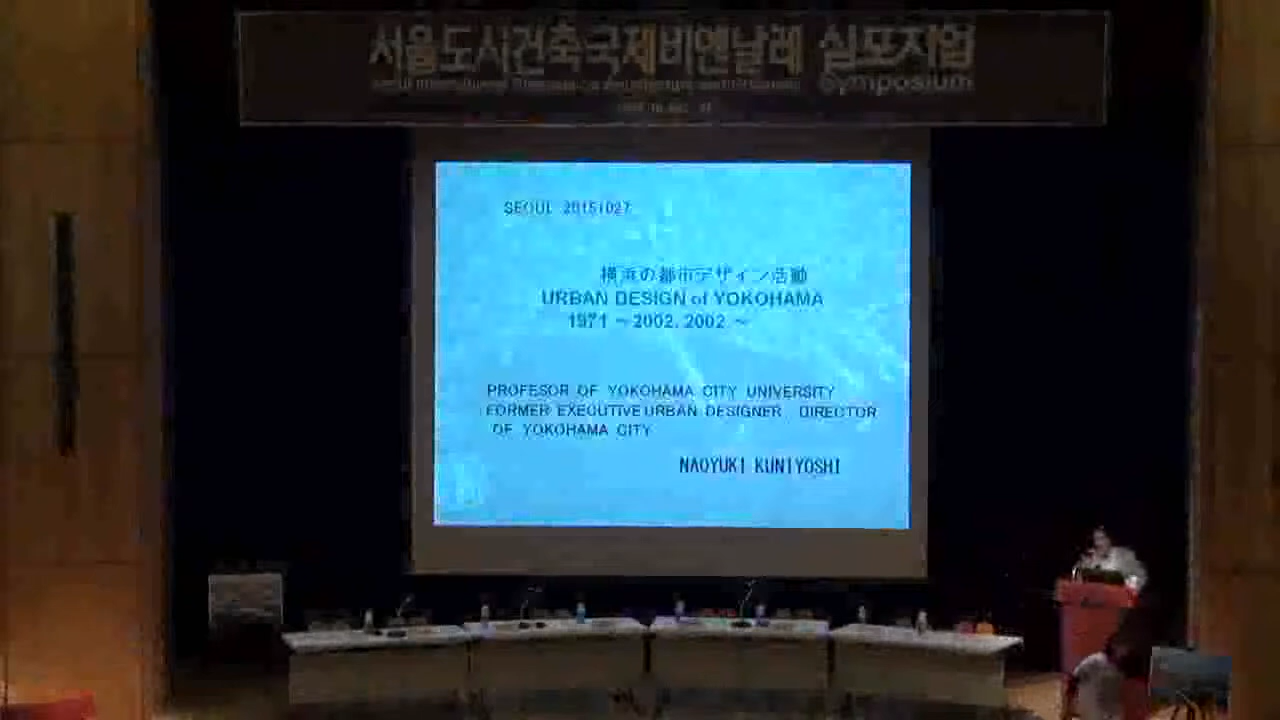 서울도시건축국제비엔날레 심포지엄
Symposium
SEOUL 20151027
横浜の都市デザイン活動
URBAN DESIGN of YOKOHAMA
1971 ~ 2002. 2002 ~
PROFESOR OF YOKOHAMA CITY UNIVERSITY
FORMER EXECUTIVE URBAN DESIGNER DIRECTOR
OF YOKOHAMA CITY
NAOYUKI KUNIYOSHI